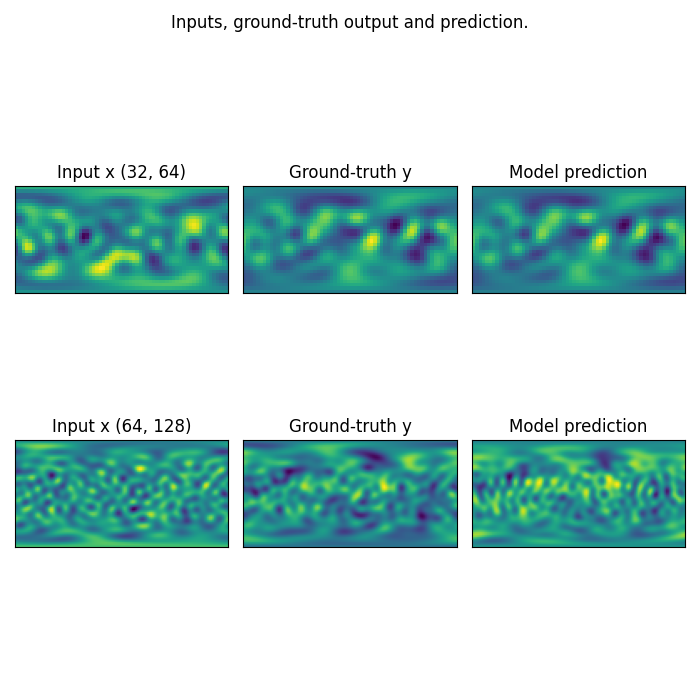 Inputs, ground-truth output and prediction.
Input x (32, 64)
Ground-truth y
Model prediction
Input x (64, 128)
Ground-truth y
Model prediction